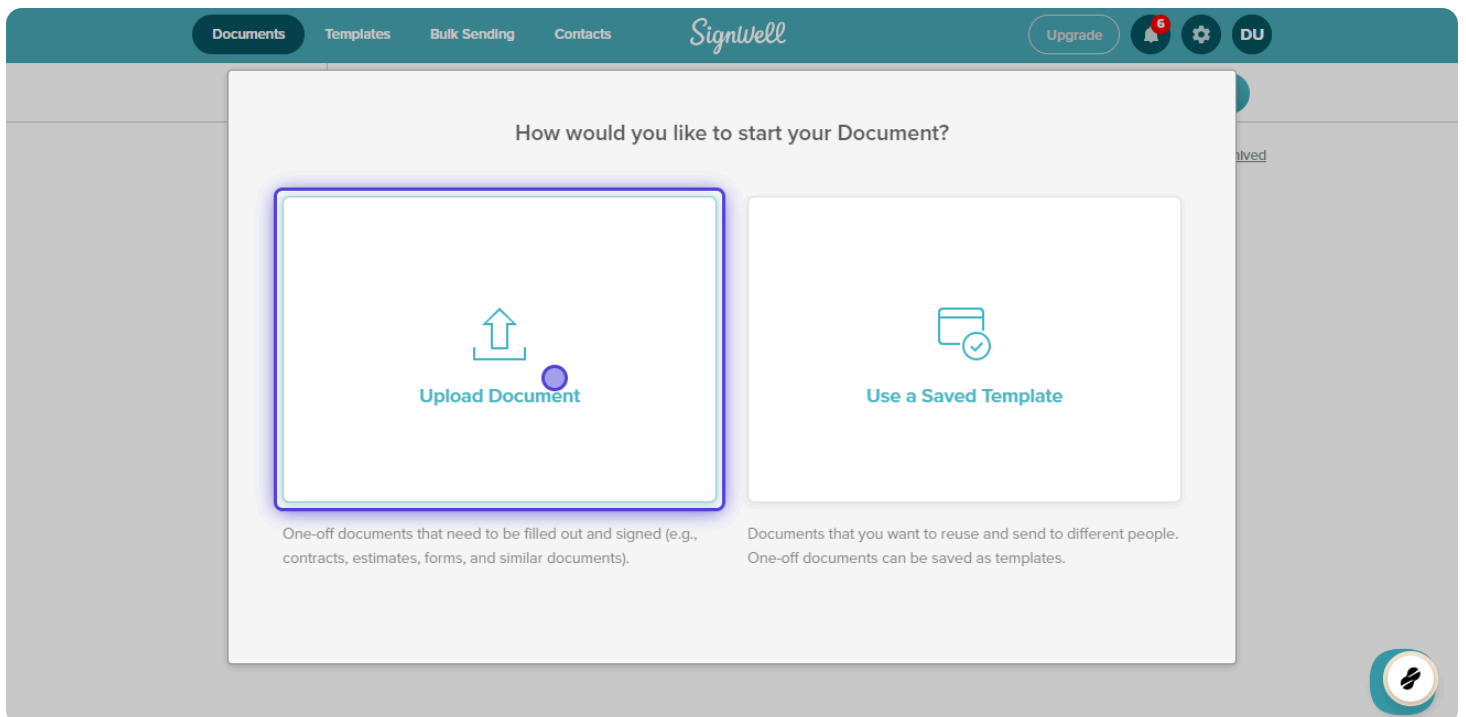 Documents Templates Bulk Sending Contacts SignWell Upgrade 6 DU
How would you like to start your Document?
Upload Document
Use a Saved Template
One-off documents that need to be filled out and signed (e.g.,
contracts, estimates, forms, and similar documents).
Documents that you want to reuse and send to different people.
One-off documents can be saved as templates.